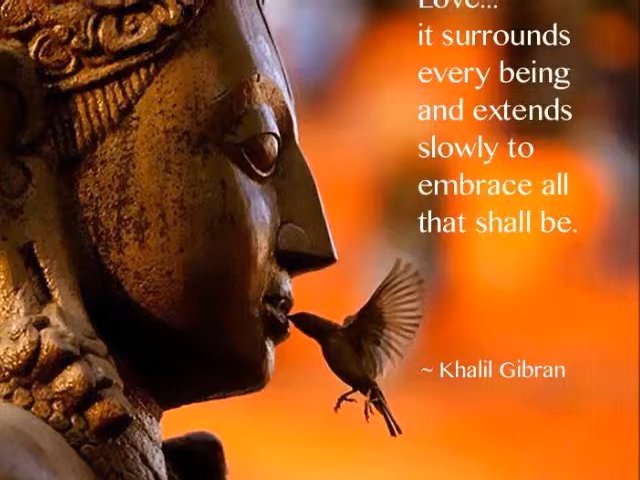 Love...
it surrounds
every being
and extends
slowly to
embrace all
that shall be.
~ Khalil Gibran